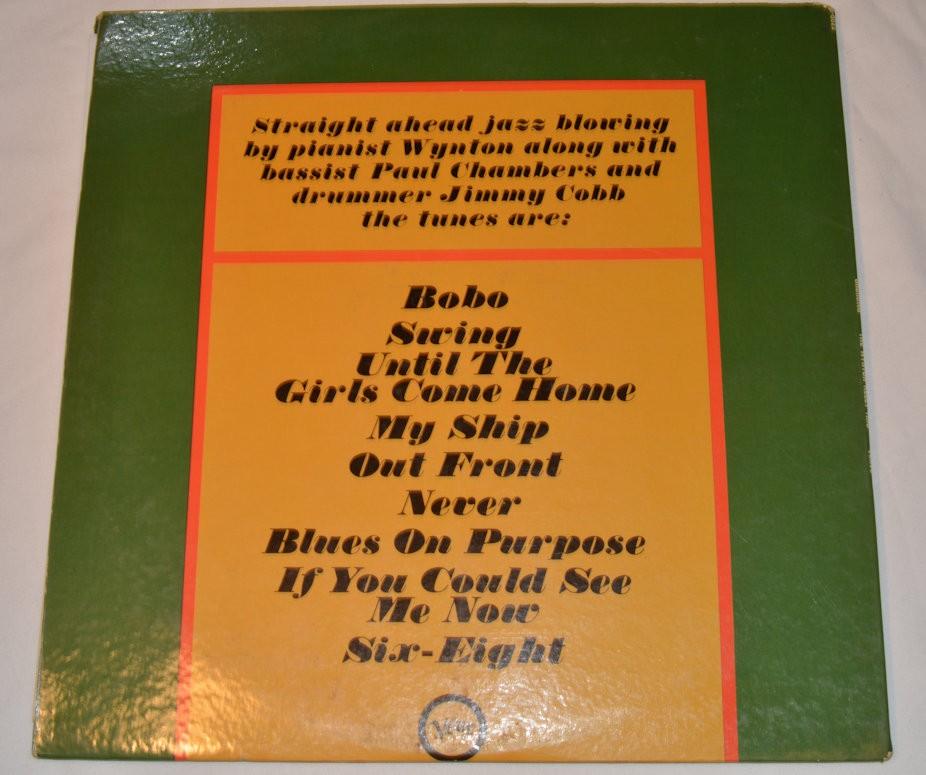 Straight ahead jazz blowing
by pianist Wynton along with
bassist Paul Chambers and
drummer Jimmy Cobb
the tunes are:
Bobo
Swing
Until The
Girls Come Home
My Ship
Out Front
Never
Blues On Purpose
If You Could See
Me Now
Six-Eight
Verve